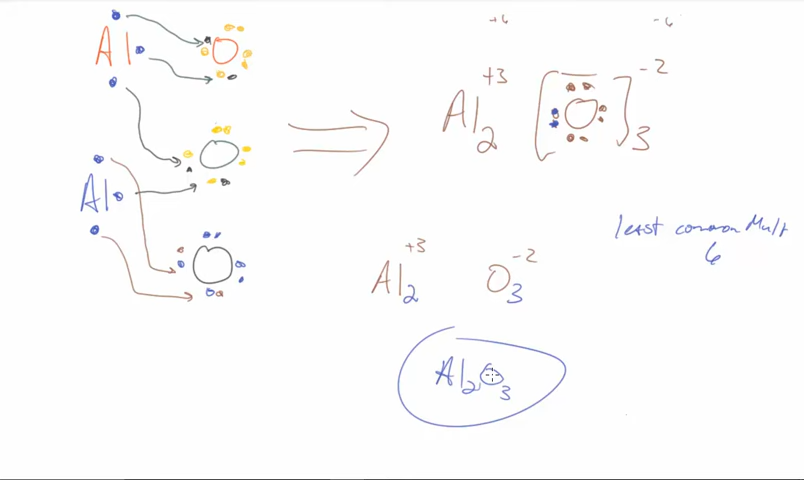 +6 -6
Al O
Al₂⁺³ [O]₃⁻²
Al
least common Mult
6
Al₂⁺³ O₃⁻²
Al₂O₃